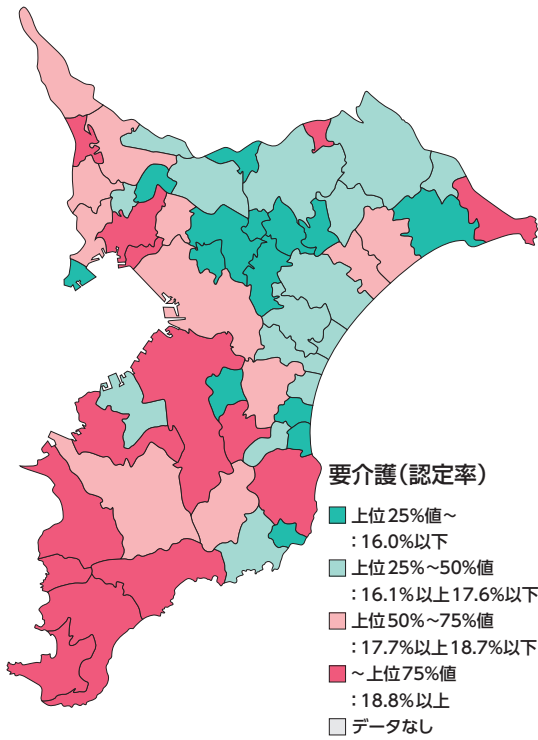 要介護（認定率）
上位25%値～
：16.0%以下
上位25%～50%値
：16.1%以上17.6%以下
上位50%～75%値
：17.7%以上18.7%以下
～上位75%値
：18.8%以上
データなし